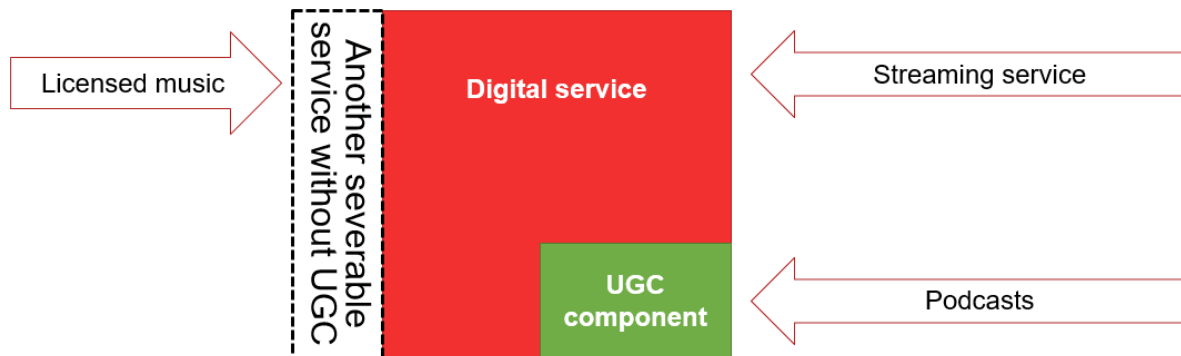 Licensed music
Another severable
service without UGC
Digital service
Streaming service
UGC
component
Podcasts